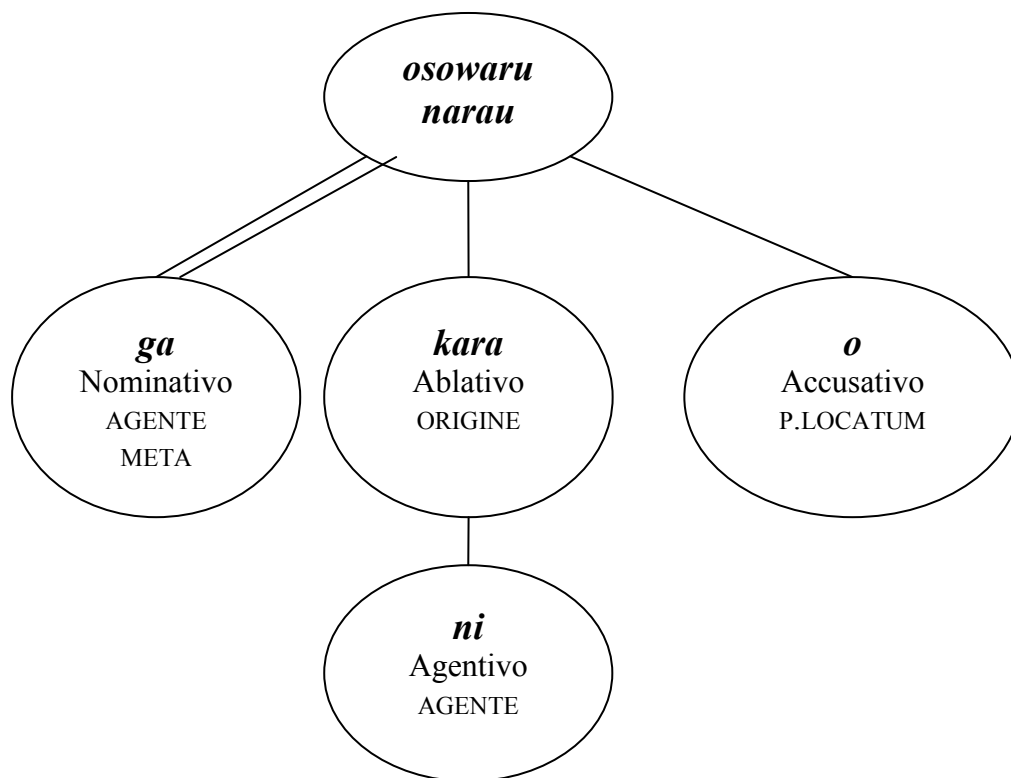 osowaru
narau
ga
Nominativo
AGENTE
META
kara
Ablativo
ORIGINE
o
Accusativo
P.LOCATUM
ni
Agentivo
AGENTE